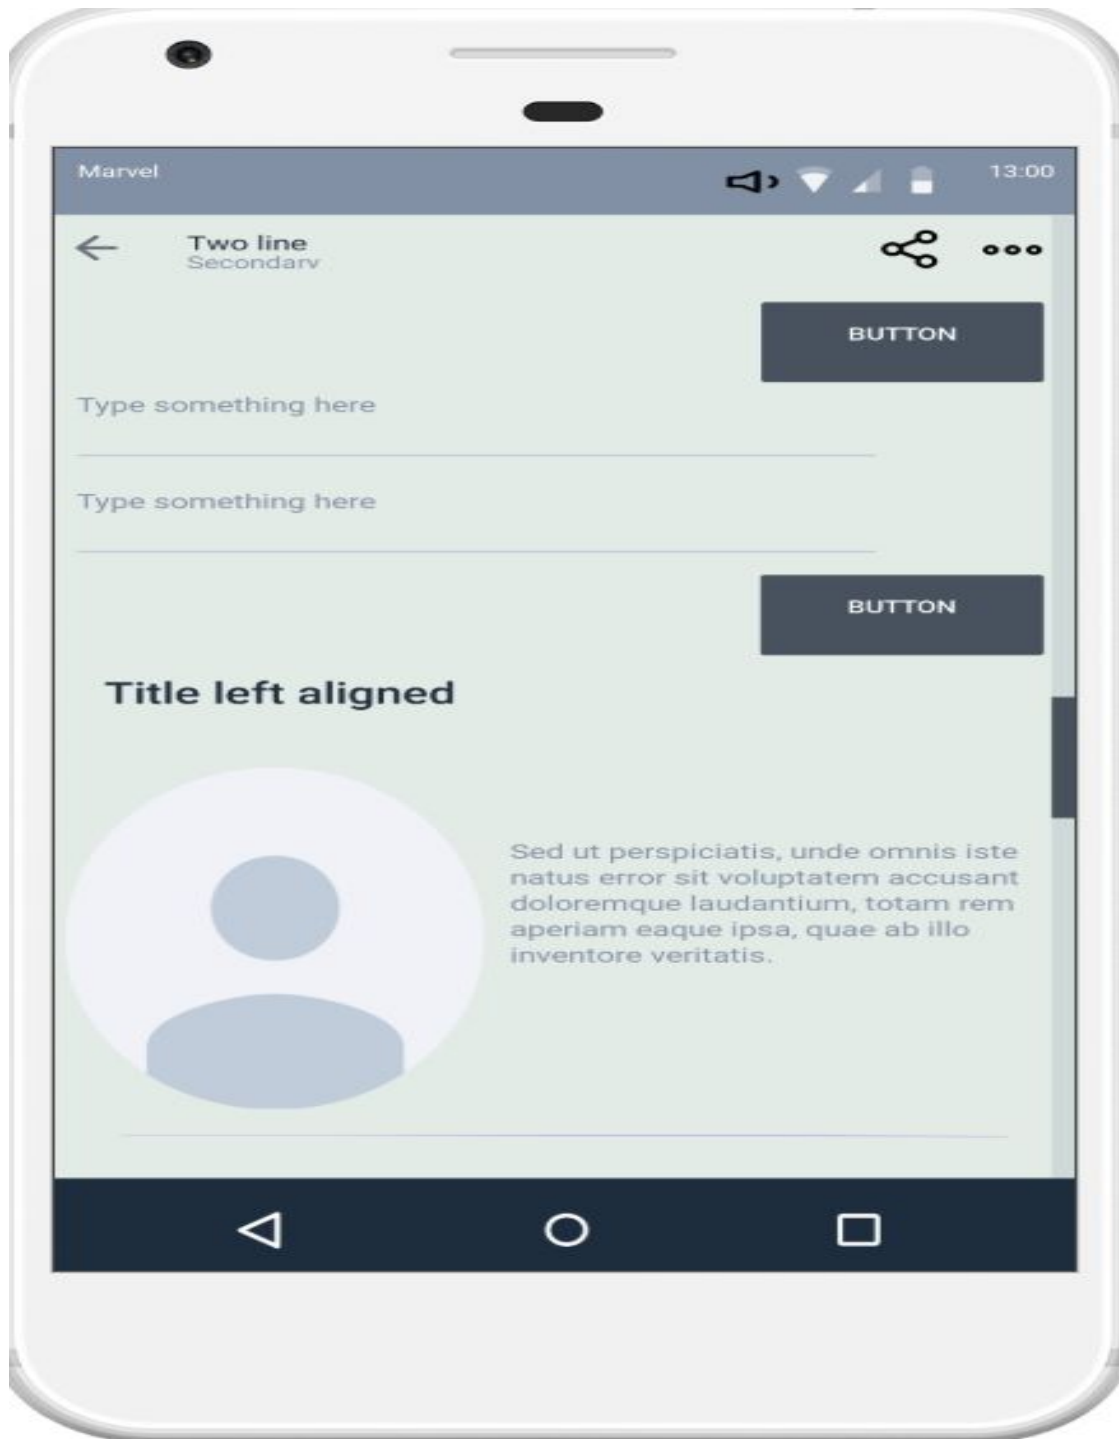 Marvel
13:00
Two line
Secondary
BUTTON
Type something here
Type something here
BUTTON
Title left aligned
Sed ut perspiciatis, unde omnis iste
natus error sit voluptatem accusant
doloremque laudantium, totam rem
aperiam eaque ipsa, quae ab illo
inventore veritatis.